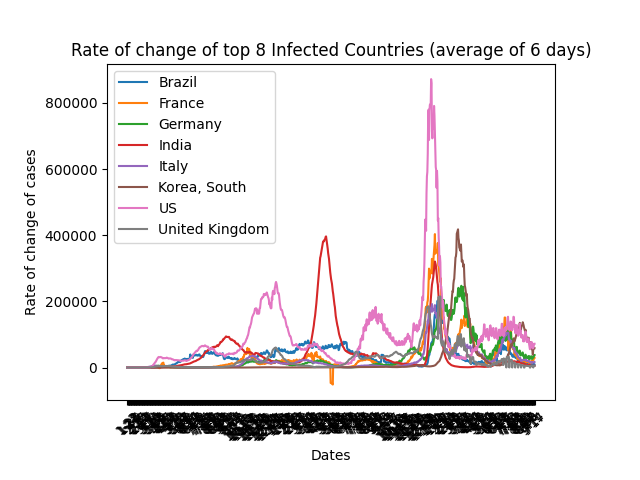 Rate of change of top 8 Infected Countries (average of 6 days)
Brazil
France
Germany
India
Italy
Korea, South
US
United Kingdom
800000
600000
400000
200000
0
Rate of change of cases
Dates